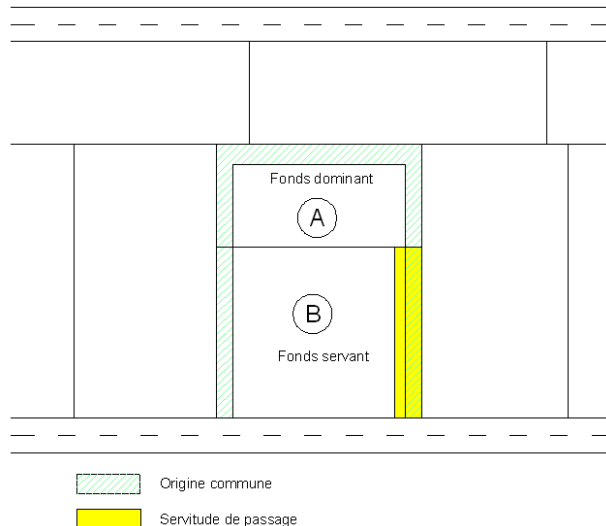 Fonds dominant
A
B
Fonds servant
Origine commune
Servitude de passage